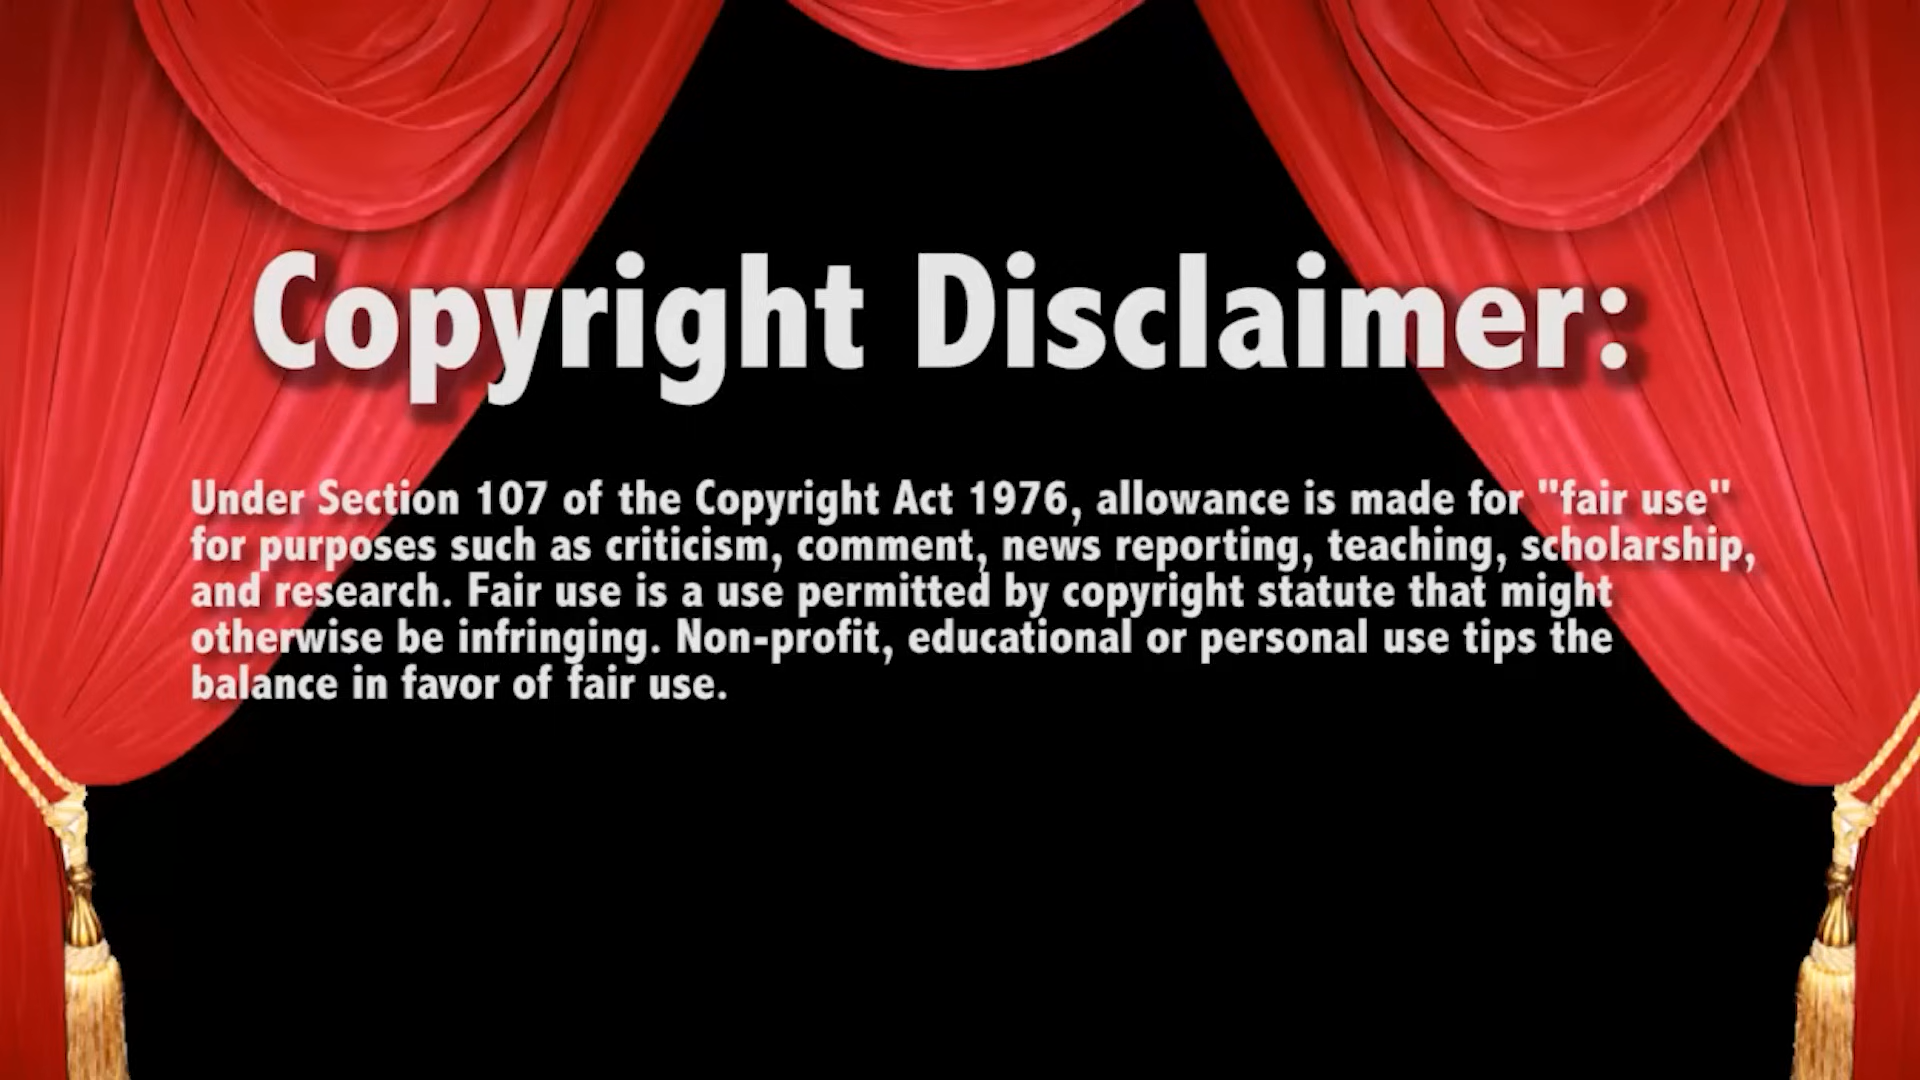 Copyright Disclaimer:
Under Section 107 of the Copyright Act 1976, allowance is made for "fair use"
for purposes such as criticism, comment, news reporting, teaching, scholarship,
and research. Fair use is a use permitted by copyright statute that might
otherwise be infringing. Non-profit, educational or personal use tips the
balance in favor of fair use.